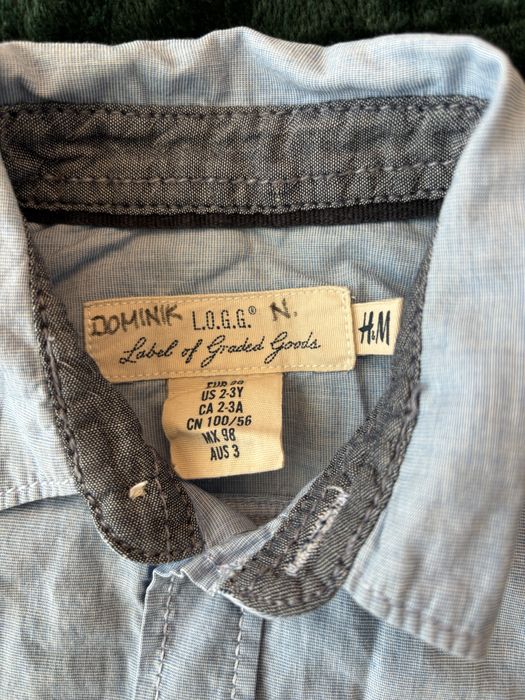 DOMINIK L.O.G.G.® N.
Label of Graded Goods.
H&M
US 2-3Y
CA 2-3A
CN 100/56
MX 98
AUS 3